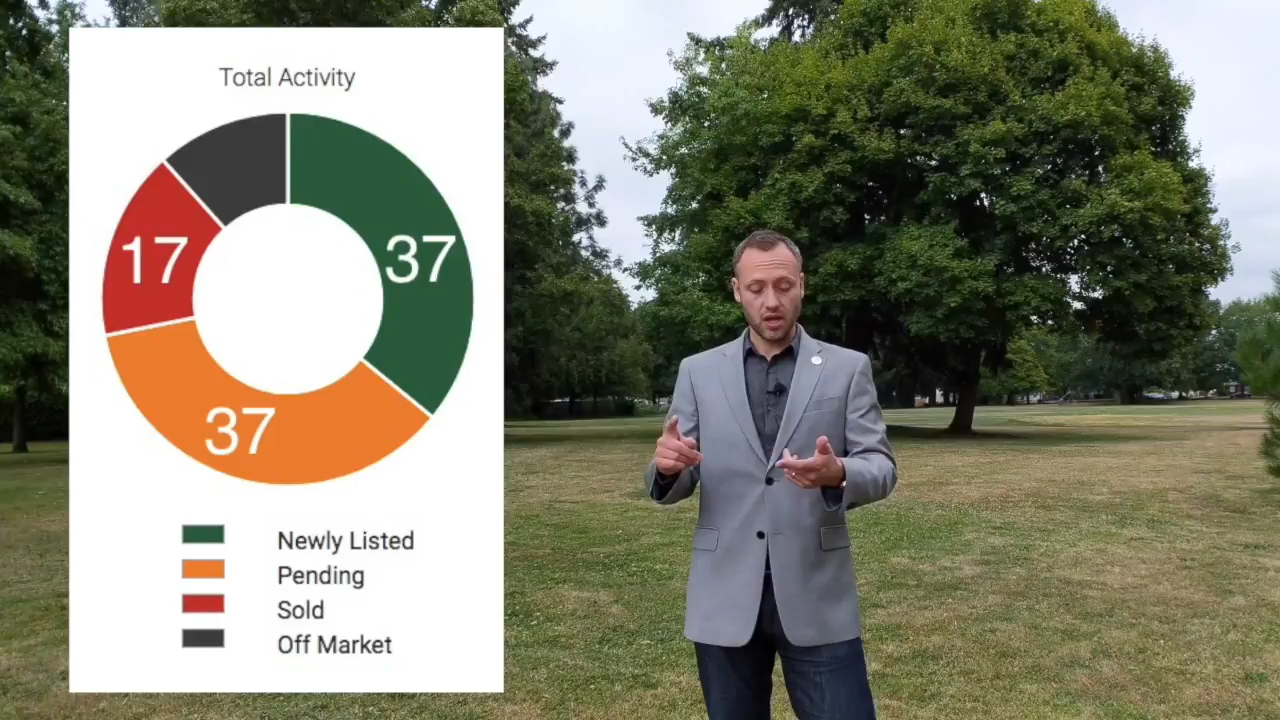 Total Activity
37
17
37
Newly Listed
Pending
Sold
Off Market